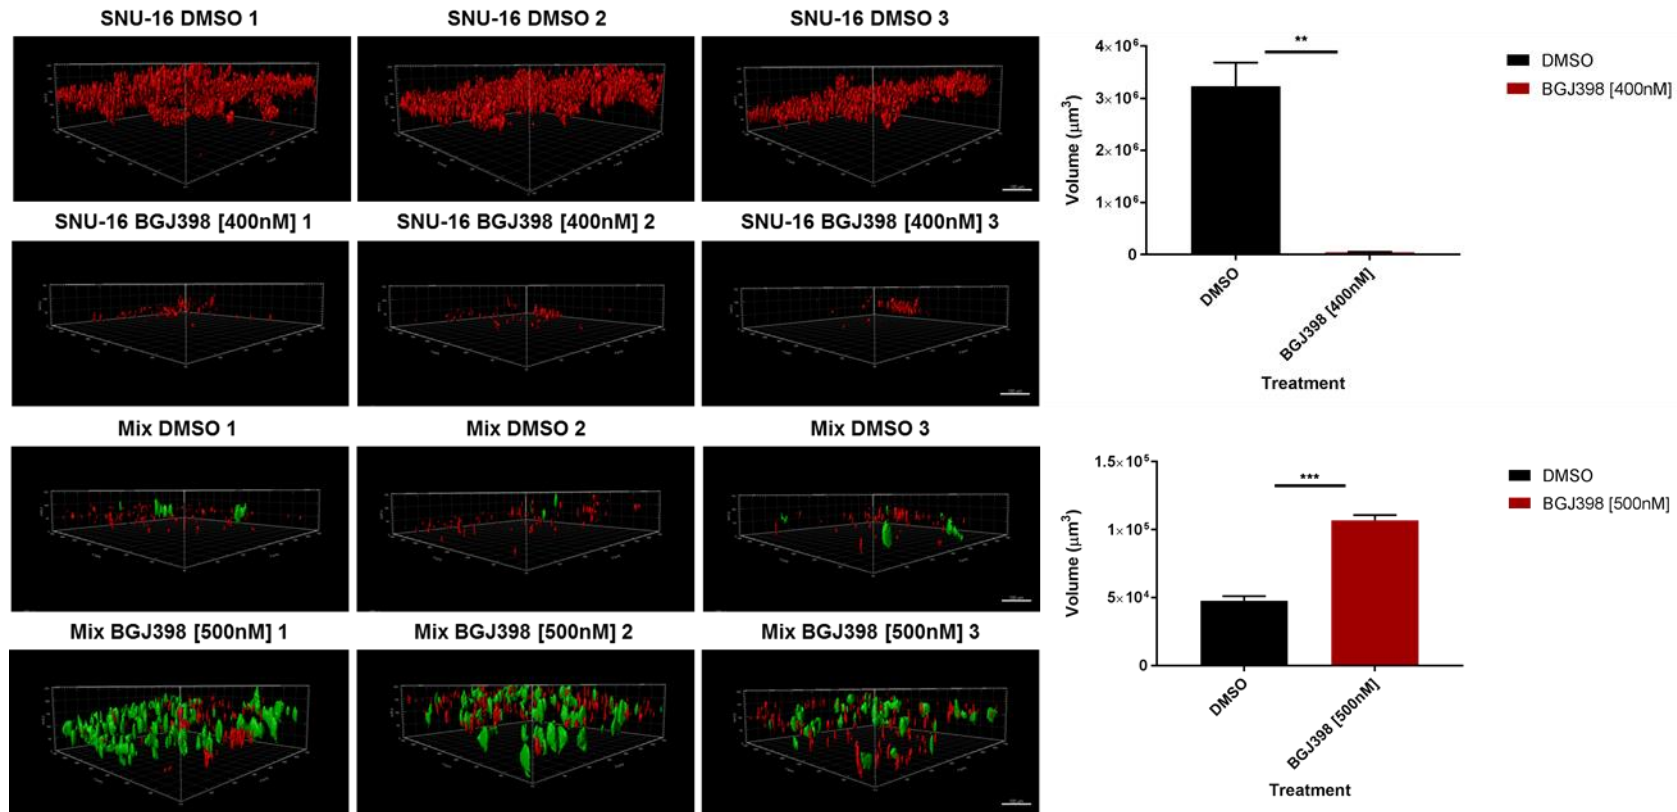 SNU-16 DMSO 1
SNU-16 DMSO 2
SNU-16 DMSO 3
SNU-16 BGJ398 [400nM] 1
SNU-16 BGJ398 [400nM] 2
SNU-16 BGJ398 [400nM] 3
Mix DMSO 1
Mix DMSO 2
Mix DMSO 3
Mix BGJ398 [500nM] 1
Mix BGJ398 [500nM] 2
Mix BGJ398 [500nM] 3
Volume (μm³)
4×10⁶
3×10⁶
2×10⁶
1×10⁶
0
**
DMSO
BGJ398 [400nM]
Treatment
DMSO
BGJ398 [400nM]
Volume (μm³)
1.5×10⁵
1×10⁵
5×10⁴
0
***
DMSO
BGJ398 [500nM]
Treatment
DMSO
BGJ398 [500nM]